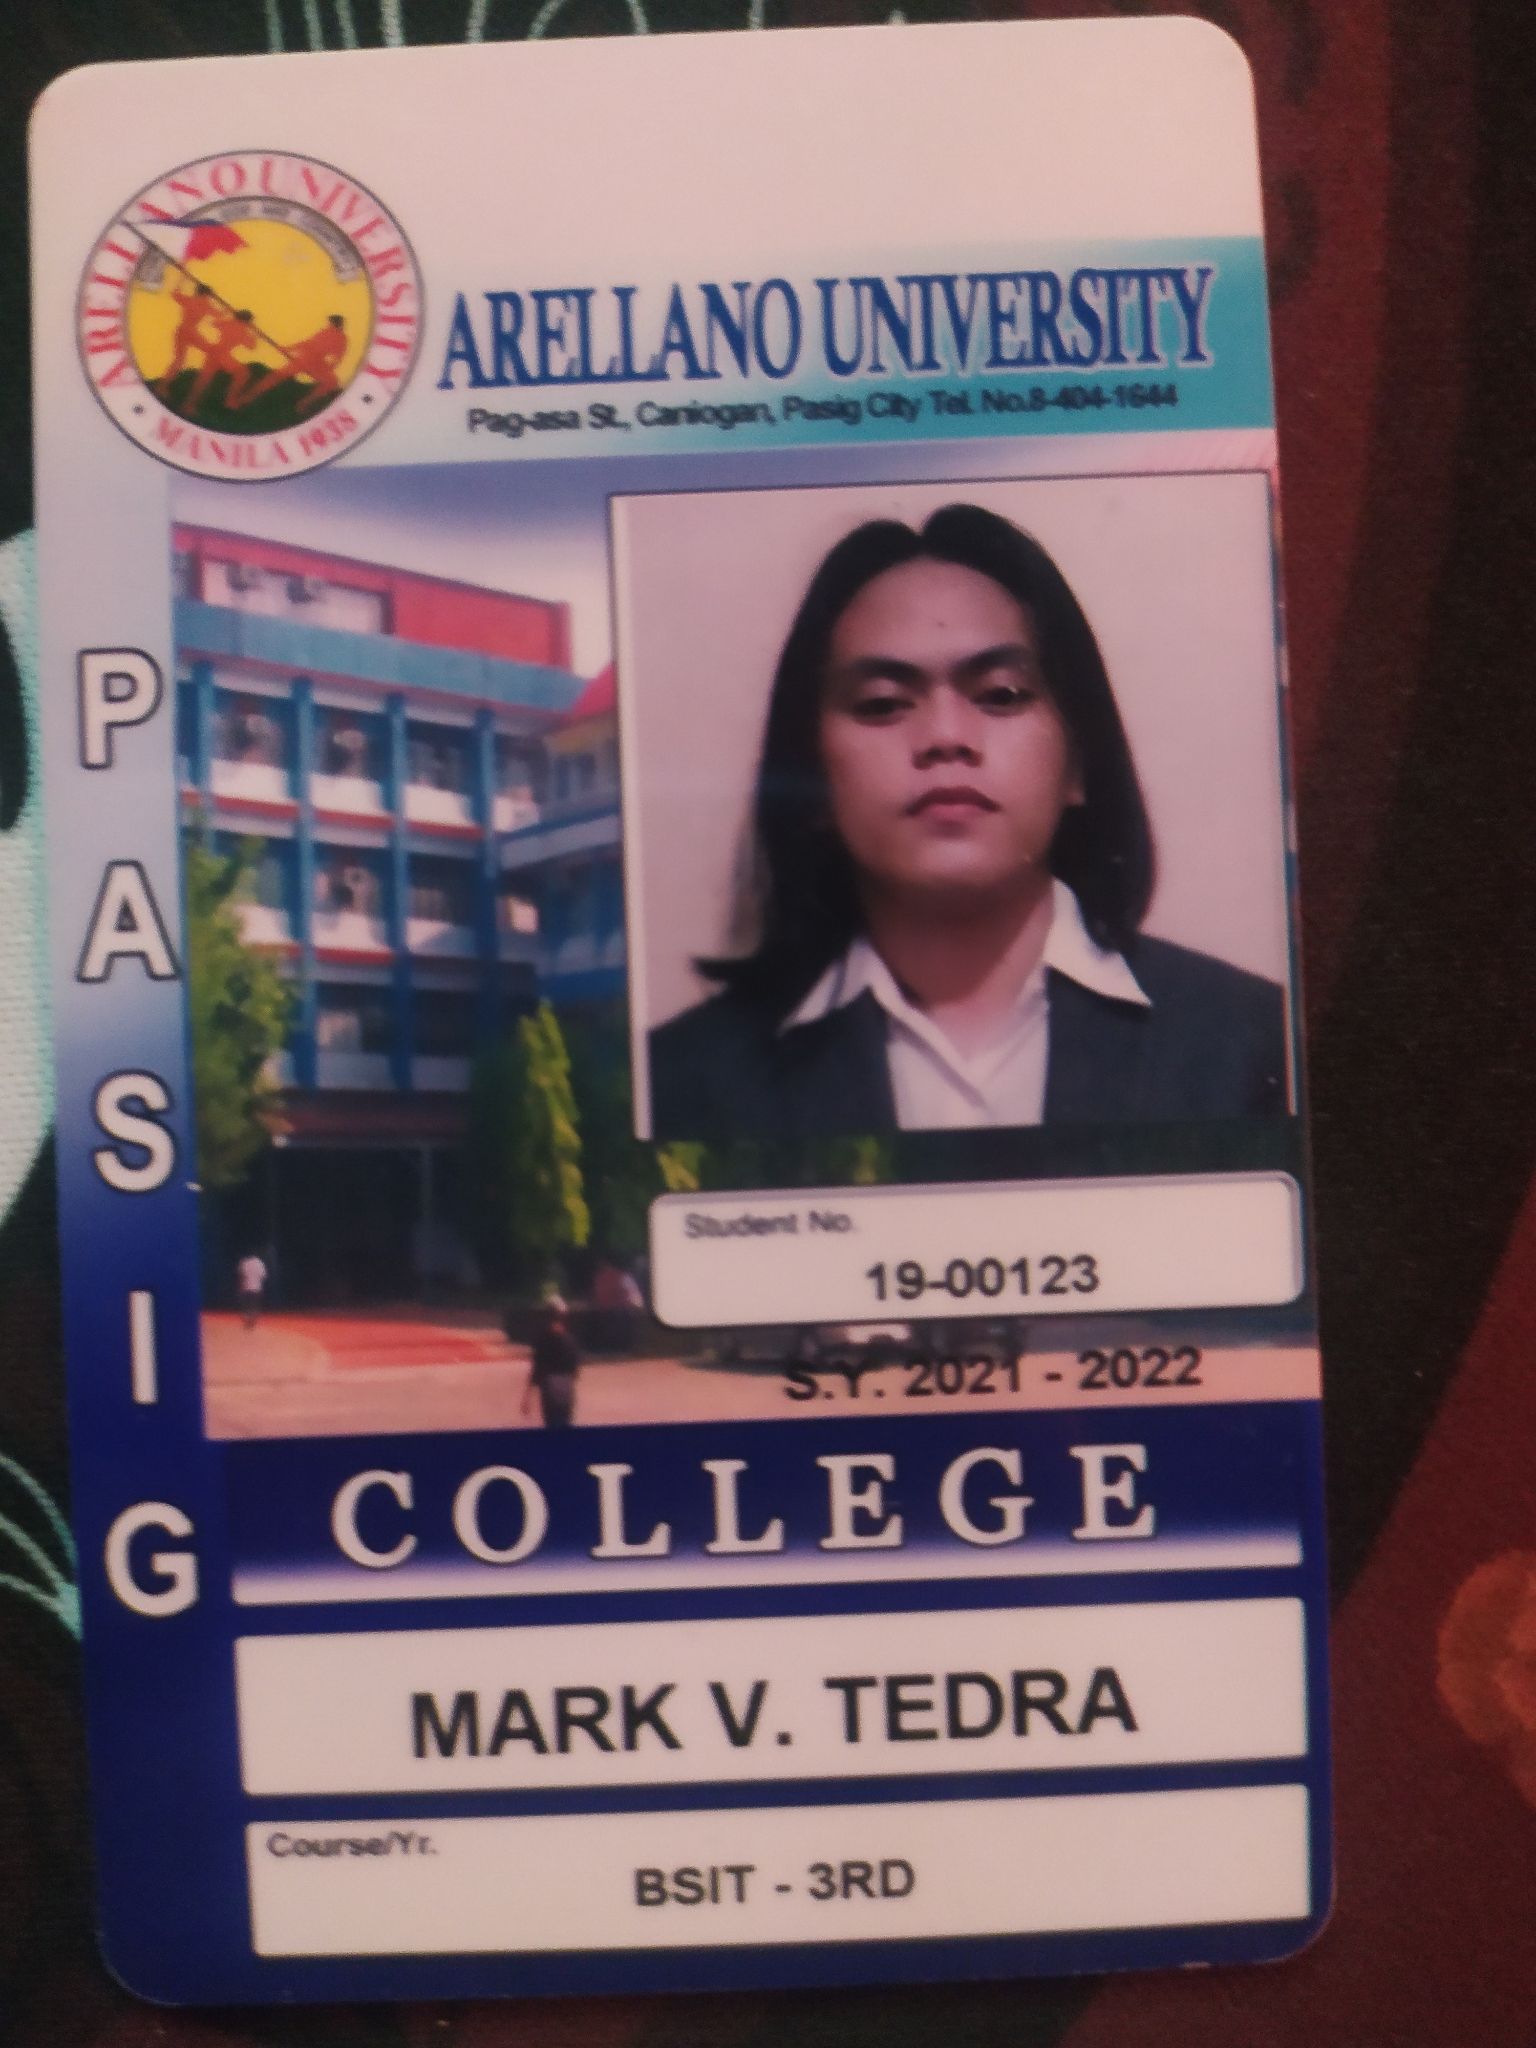 ARELLANO UNIVERSITY
MANILA 1938
ARELLANO UNIVERSITY
Pag-asa St., Caniogan, Pasig City Tel. No.8-404-1644
PASIG
Student No.
19-00123
S.Y. 2021 - 2022
COLLEGE
MARK V. TEDRA
Course/Yr.
BSIT - 3RD